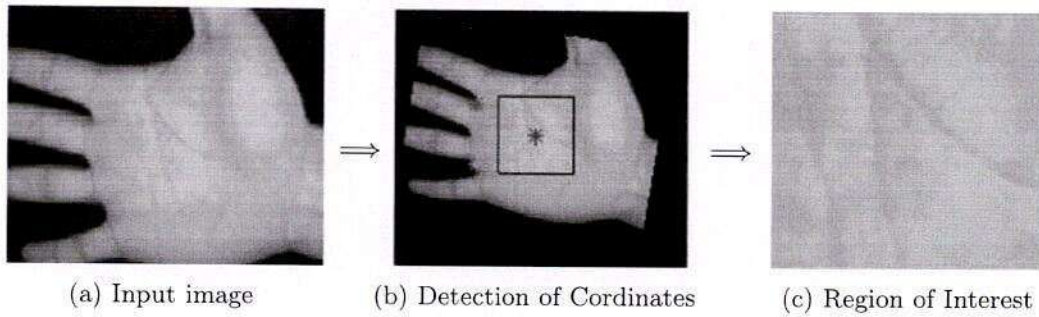 (a) Input image
(b) Detection of Cordinates
(c) Region of Interest